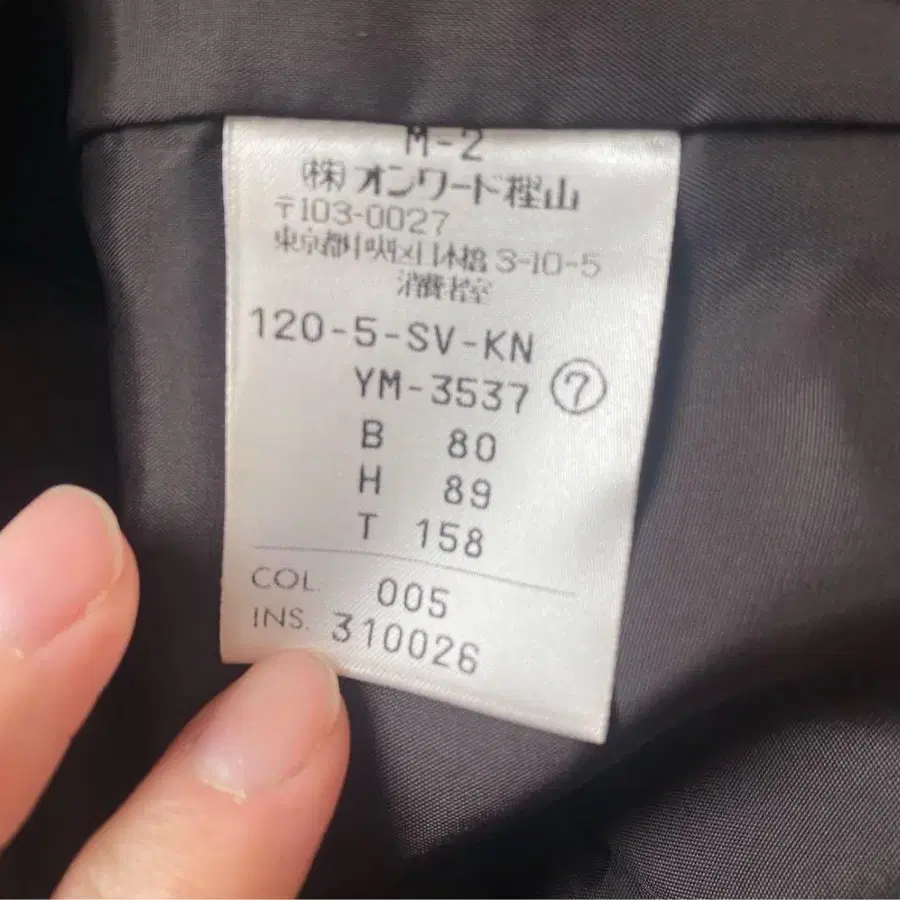 M-2
(株)オンワード樫山
〒103-0027
東京都中央区日本橋 3-10-5
消費者室
120-5-SV-KN
YM-3537 ⑦
B 80
H 89
T 158
COL. 005
INS. 310026